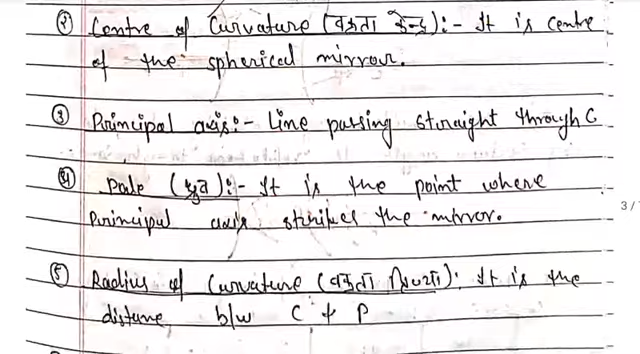 ② Centre of Curvature (वक्रता केन्द्र):- It is centre
of the spherical mirror.
③ Principal axis:- Line passing straight through C
④ Pole (ध्रुव):- It is the point where
Principal axis strikes the mirror.
⑤ Radius of Curvature (वक्रता त्रिज्या): It is the
distance b/w C & P
3/